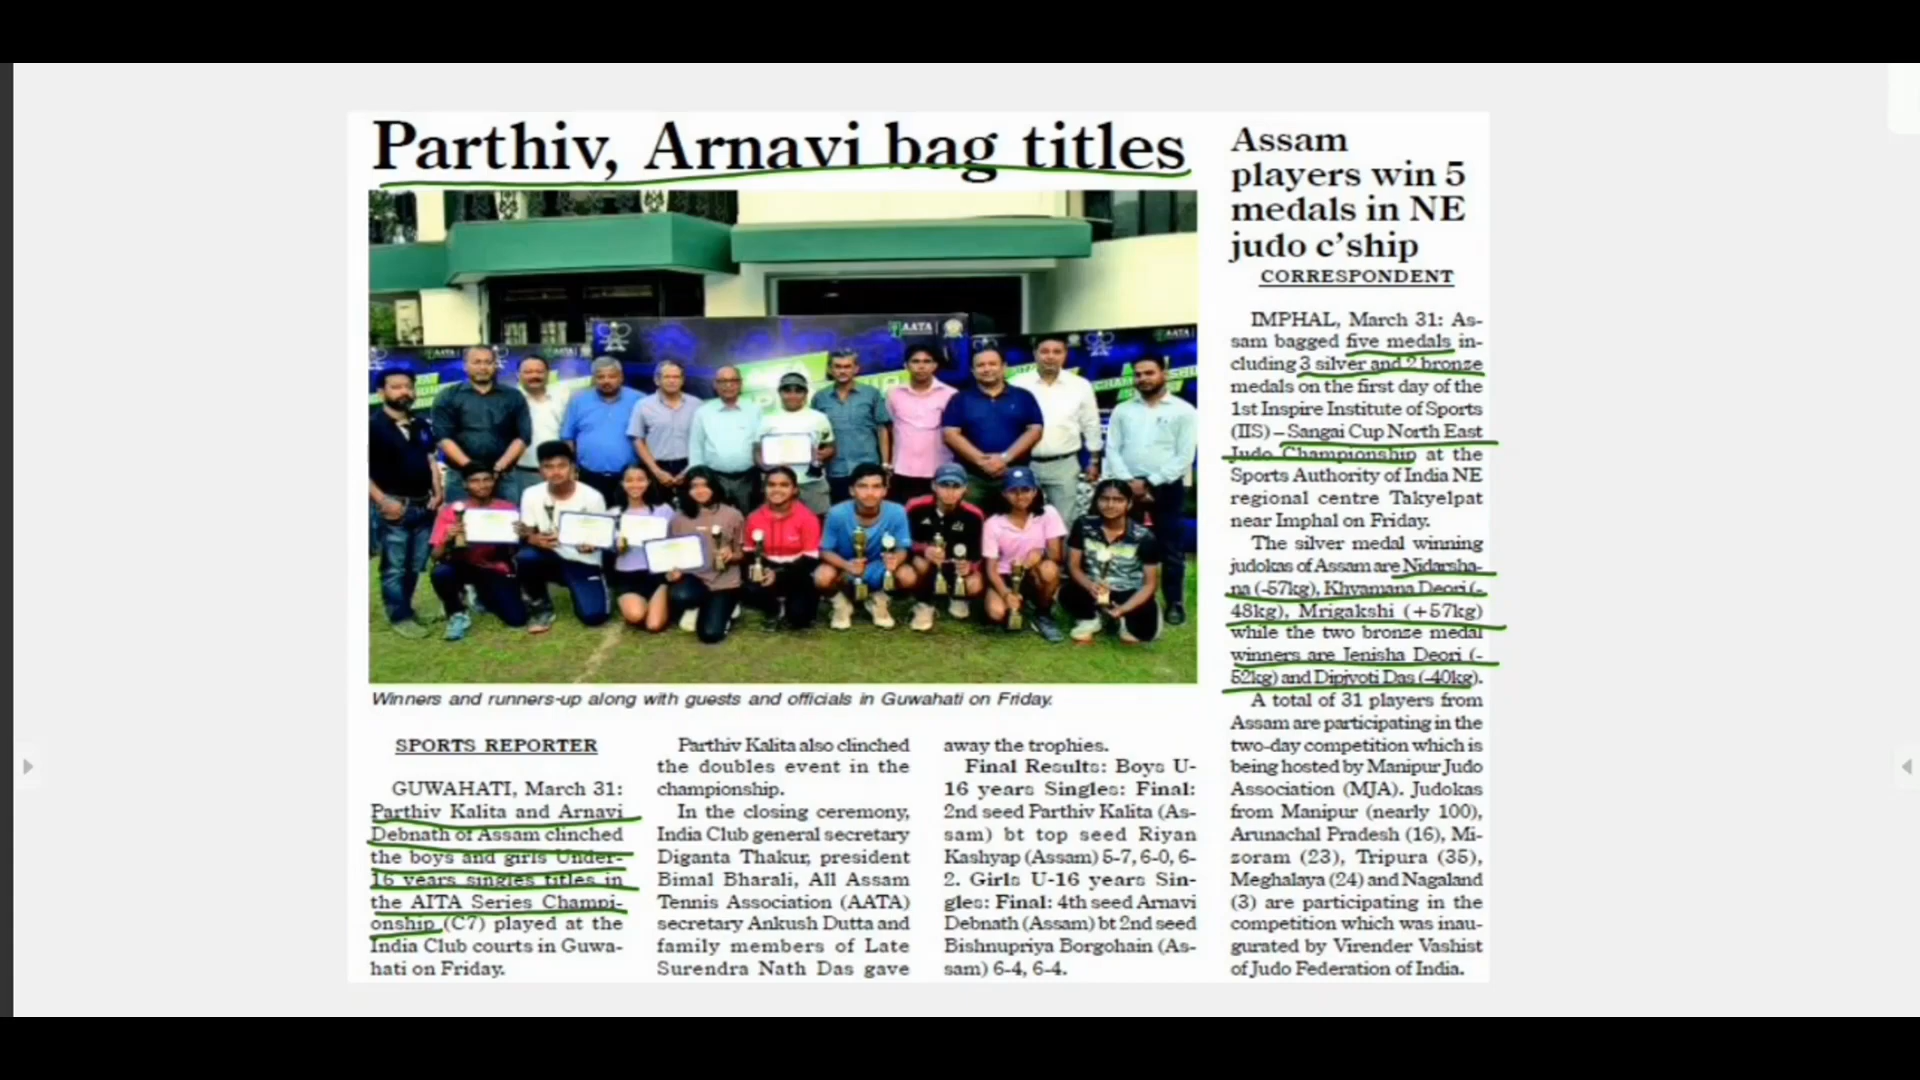 Parthiv, Arnavi bag titles
AATA
AATA
AATA
Winners and runners-up along with guests and officials in Guwahati on Friday.
SPORTS REPORTER
GUWAHATI, March 31:
Parthiv Kalita and Arnavi
Debnath of Assam clinched
the boys and girls Under-
16 years singles titles in
the AITA Series Champi-
onship (C7) played at the
India Club courts in Guwa-
hati on Friday.
Parthiv Kalita also clinched
the doubles event in the
championship.
In the closing ceremony,
India Club general secretary
Diganta Thakur, president
Bimal Bharali, All Assam
Tennis Association (AATA)
secretary Ankush Dutta and
family members of Late
Surendra Nath Das gave
away the trophies.
Final Results: Boys U-
16 years Singles: Final:
2nd seed Parthiv Kalita (As-
sam) bt top seed Riyan
Kashyap (Assam) 5-7, 6-0, 6-
2. Girls U-16 years Sin-
gles: Final: 4th seed Arnavi
Debnath (Assam) bt 2nd seed
Bishnupriya Borgohain (As-
sam) 6-4, 6-4.
Assam
players win 5
medals in NE
judo c'ship
CORRESPONDENT
IMPHAL, March 31: As-
sam bagged five medals in-
cluding 3 silver and 2 bronze
medals on the first day of the
1st Inspire Institute of Sports
(IIS) – Sangai Cup North East
Judo Championship at the
Sports Authority of India NE
regional centre Takyelpat
near Imphal on Friday.
The silver medal winning
judokas of Assam are Nidarsha-
na (-57kg), Khyamana Deori (-
48kg), Mrigakshi (+57kg)
while the two bronze medal
winners are Jenisha Deori (-
52kg) and Dipjyoti Das (-40kg).
A total of 31 players from
Assam are participating in the
two-day competition which is
being hosted by Manipur Judo
Association (MJA). Judokas
from Manipur (nearly 100),
Arunachal Pradesh (16), Mi-
zoram (23), Tripura (35),
Meghalaya (24) and Nagaland
(3) are participating in the
competition which was inau-
gurated by Virender Vashist
of Judo Federation of India.